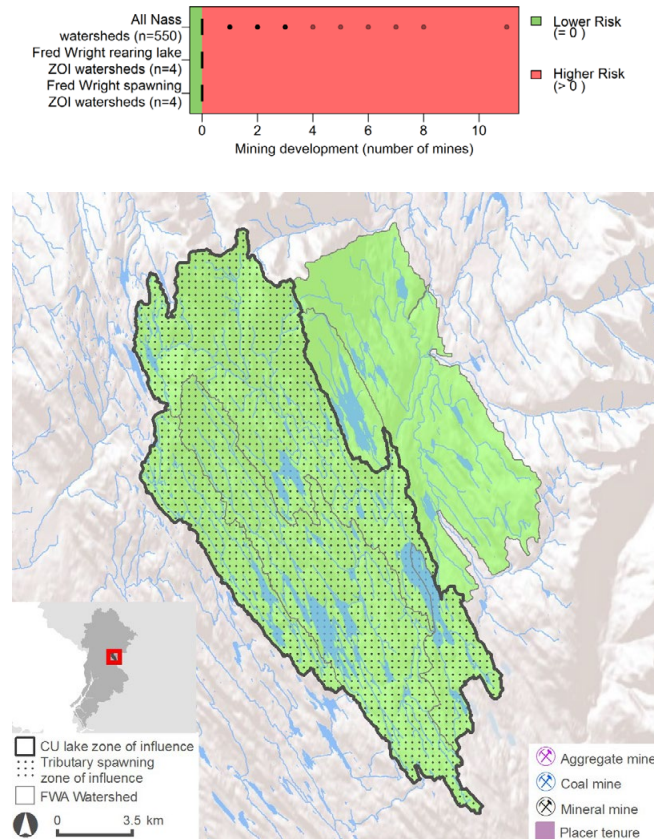 All Nass
watersheds (n=550)
Fred Wright rearing lake
ZOI watersheds (n=4)
Fred Wright spawning
ZOI watersheds (n=4)
Lower Risk
(= 0 )
Higher Risk
(> 0 )
0 2 4 6 8 10
Mining development (number of mines)
CU lake zone of influence
Tributary spawning
zone of influence
FWA Watershed
0 3.5 km
Aggregate mine
Coal mine
Mineral mine
Placer tenure